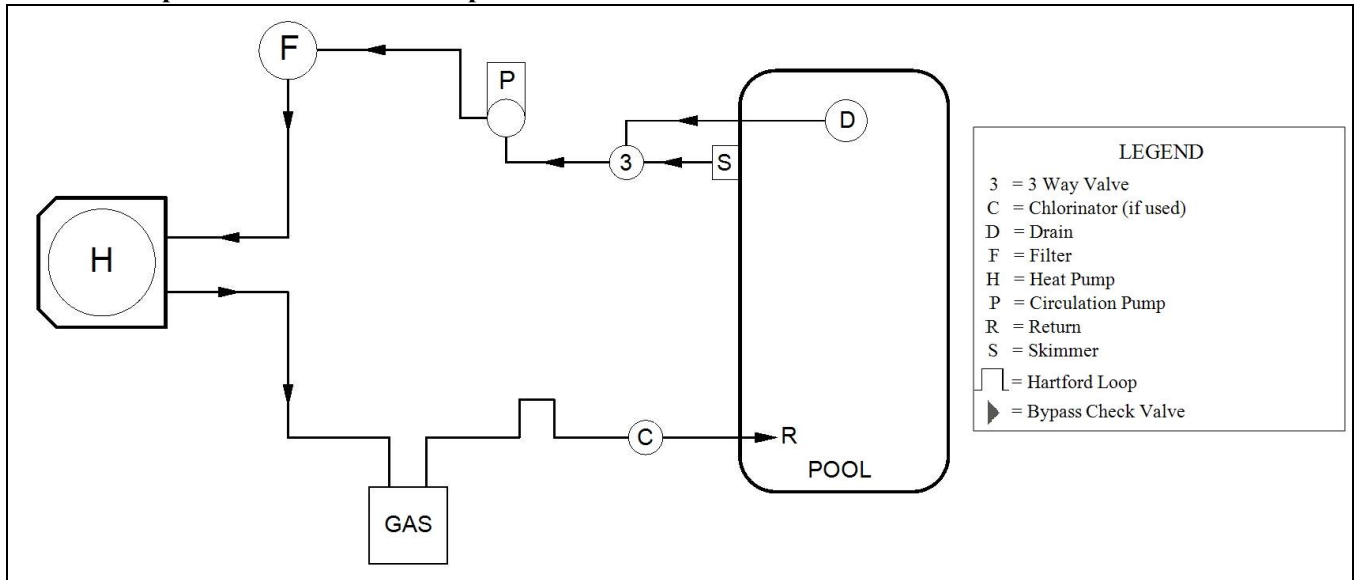 F
P
D
3
S
H
C
R
POOL
GAS
LEGEND
3 = 3 Way Valve
C = Chlorinator (if used)
D = Drain
F = Filter
H = Heat Pump
P = Circulation Pump
R = Return
S = Skimmer
= Hartford Loop
= Bypass Check Valve